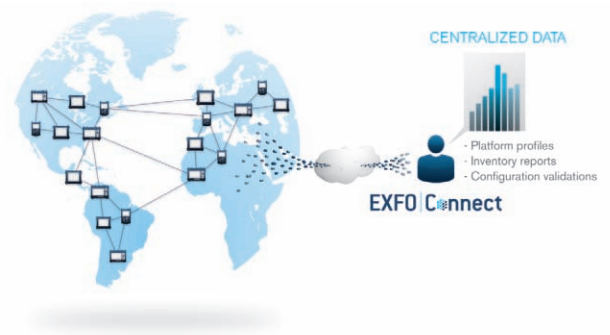 CENTRALIZED DATA
- Platform profiles
- Inventory reports
- Configuration validations
EXFO Connect